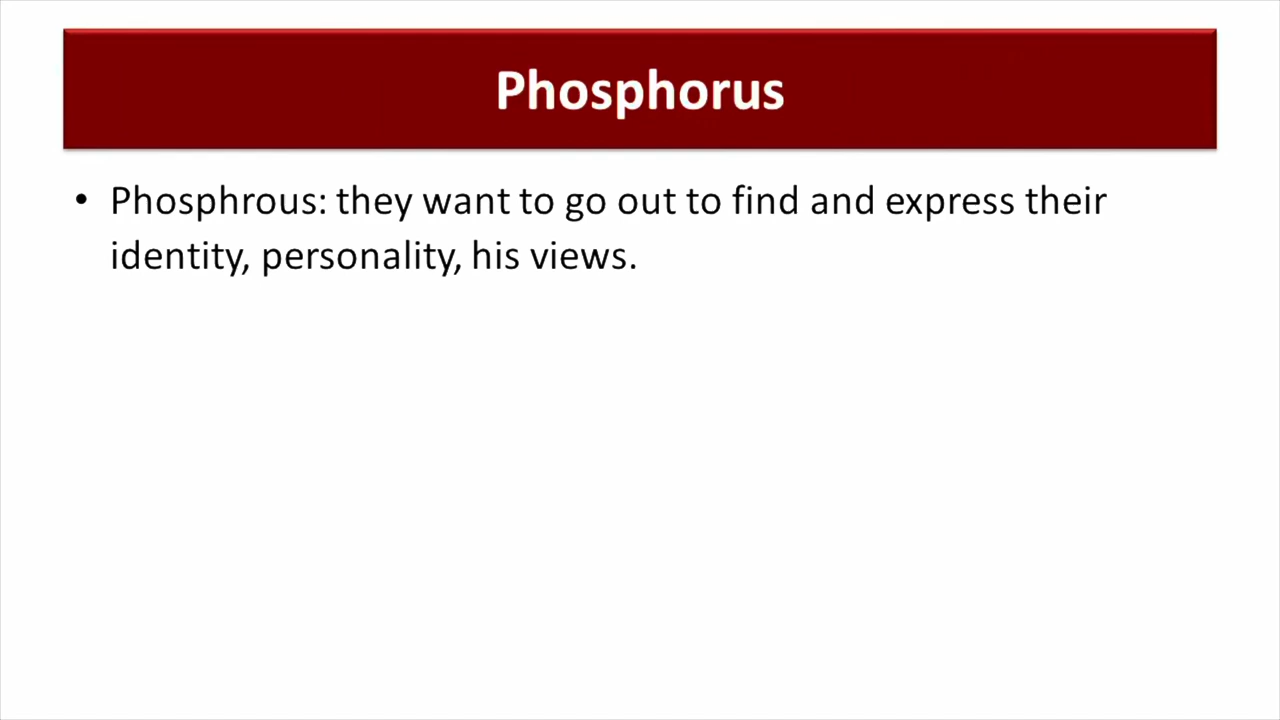 Phosphorus
• Phosphrous: they want to go out to find and express their
identity, personality, his views.